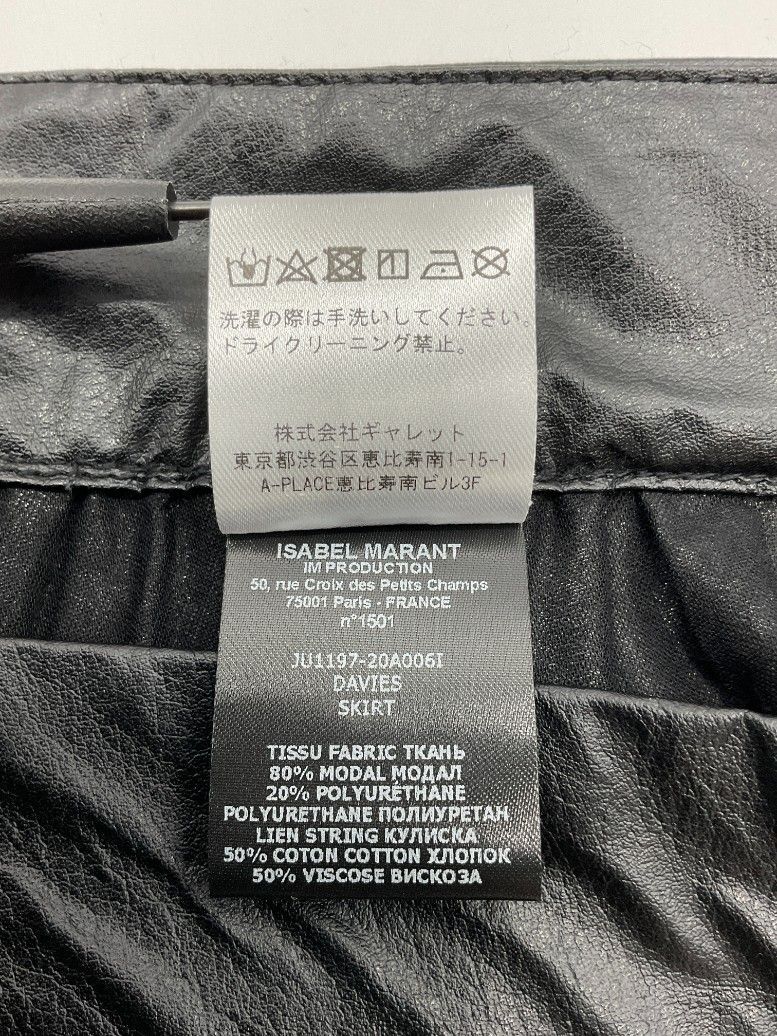 洗濯の際は手洗いしてください。
ドライクリーニング禁止。
株式会社ギャレット
東京都渋谷区恵比寿南1-15-1
A-PLACE恵比寿南ビル3F
ISABEL MARANT
IM PRODUCTION
50, rue Croix des Petits Champs
75001 Paris - FRANCE
n°1501
JU1197-20A006I
DAVIES
SKIRT
TISSU FABRIC ТКАНЬ
80% MODAL МОДАЛ
20% POLYURÉTHANE
POLYURETHANE ПОЛИУРЕТАН
LIEN STRING КУЛИСКА
50% COTON COTTON ХЛОПОК
50% VISCOSE ВИСКОЗА